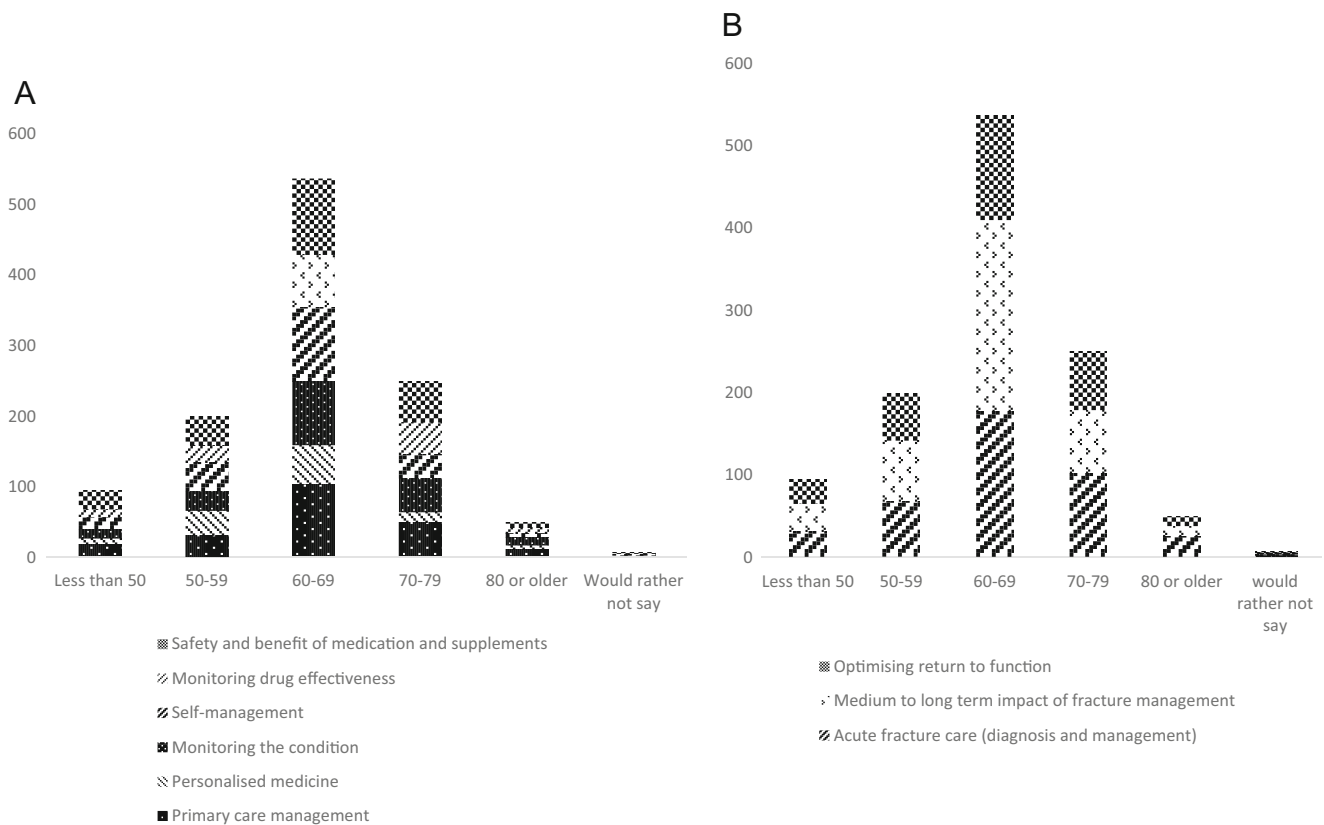 A
600
500
400
300
200
100
0
Less than 50 50-59 60-69 70-79 80 or older Would rather
not say
Safety and benefit of medication and supplements
Monitoring drug effectiveness
Self-management
Monitoring the condition
Personalised medicine
Primary care management
B
600
500
400
300
200
100
0
Less than 50 50-59 60-69 70-79 80 or older would
rather not
say
Optimising return to function
Medium to long term impact of fracture management
Acute fracture care (diagnosis and management)